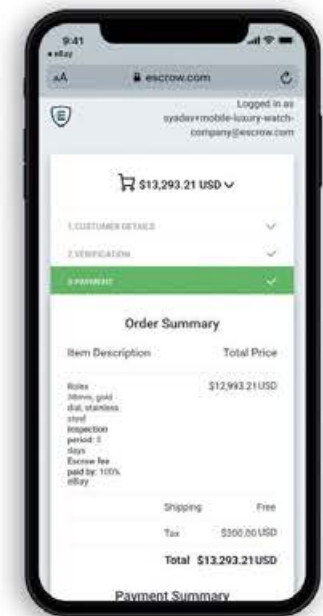 9:41
◂ eBay
AA escrow.com
Logged in as
syadav+mobile-luxury-watch-
company@escrow.com
$13,293.21 USD
1.CUSTOMER DETAILS
2.VERIFICATION
3.PAYMENT
Order Summary
Item Description Total Price
Rolex $12,993.21USD
36mm, gold
dial, stainless
steel
Inspection
period: 3
days
Escrow fee
paid by: 100%
eBay
Shipping Free
Tax $300.00 USD
Total $13,293.21USD
Payment Summary